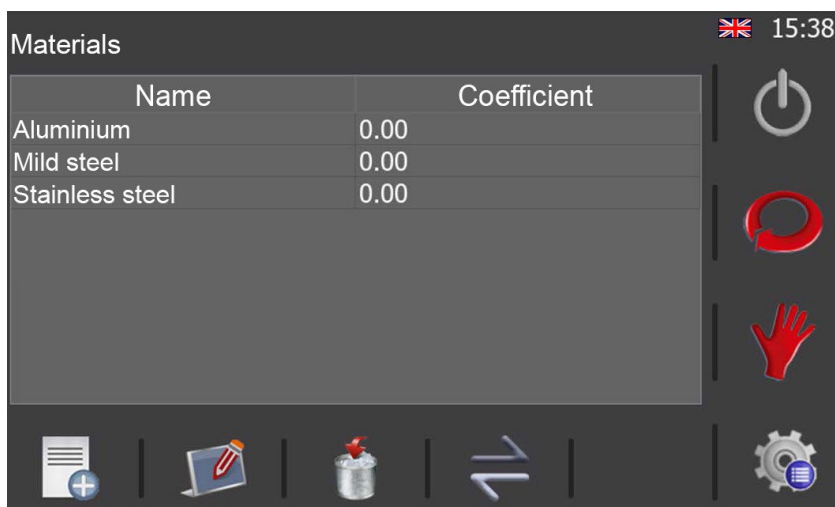 Materials
15:38
Name Coefficient
Aluminium 0.00
Mild steel 0.00
Stainless steel 0.00